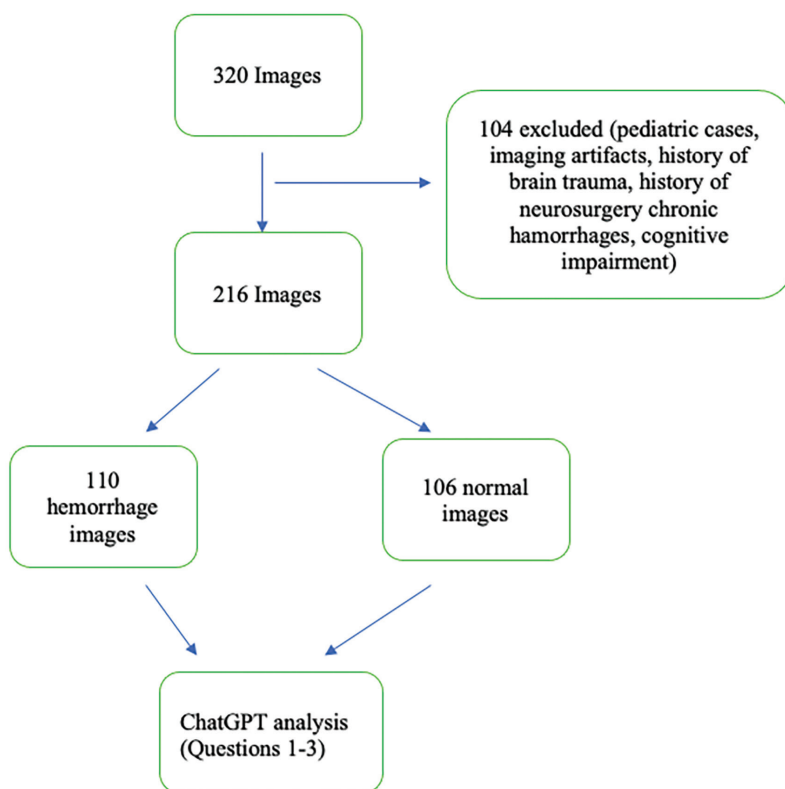 320 Images
104 excluded (pediatric cases,
imaging artifacts, history of
brain trauma, history of
neurosurgery chronic
hamorrhages, cognitive
impairment)
216 Images
110
hemorrhage
images
106 normal
images
ChatGPT analysis
(Questions 1-3)